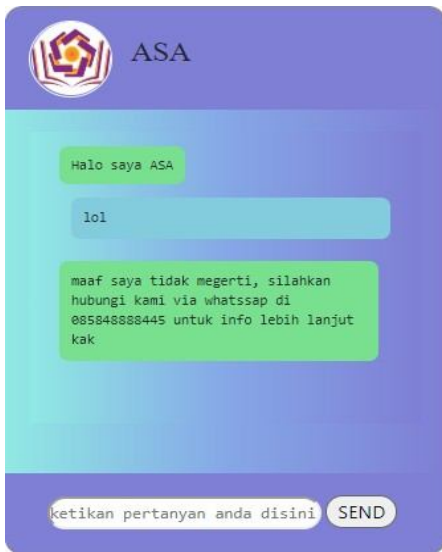 ASA
Halo saya ASA
lol
maaf saya tidak megerti, silahkan
hubungi kami via whatssap di
085848888445 untuk info lebih lanjut
kak
ketikan pertanyan anda disini
SEND